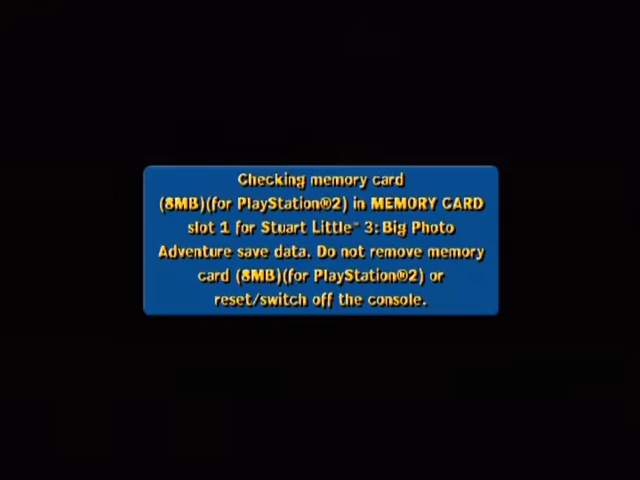 Checking memory card
(8MB)(for PlayStation®2) in MEMORY CARD
slot 1 for Stuart Little™ 3: Big Photo
Adventure save data. Do not remove memory
card (8MB)(for PlayStation®2) or
reset/switch off the console.